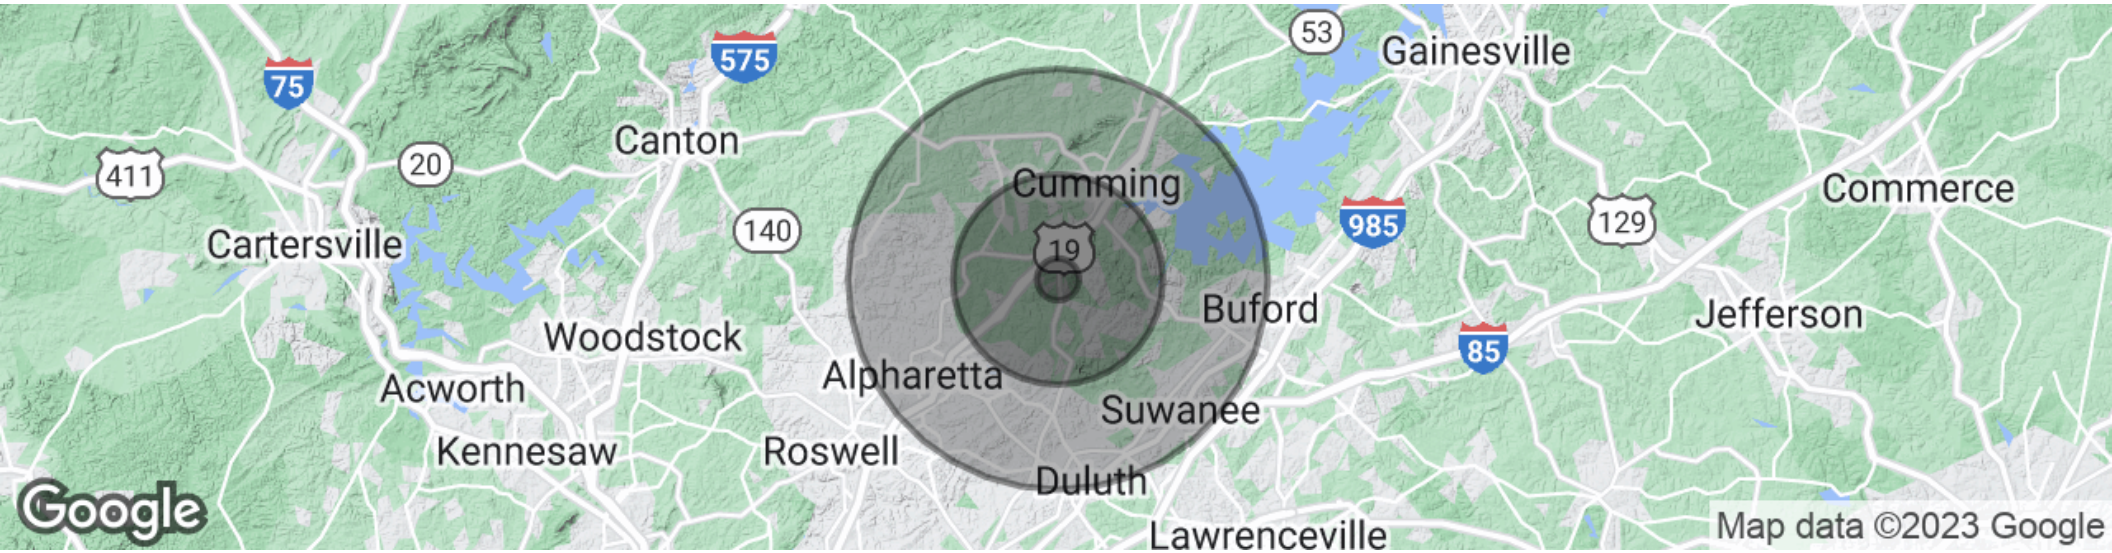 53
Gainesville
575
75
Canton
20
411
Cumming
Commerce
140
985
129
19
Cartersville
Buford
Jefferson
Woodstock
85
Alpharetta
Acworth
Suwanee
Kennesaw
Roswell
Duluth
Google
Lawrenceville
Map data ©2023 Google